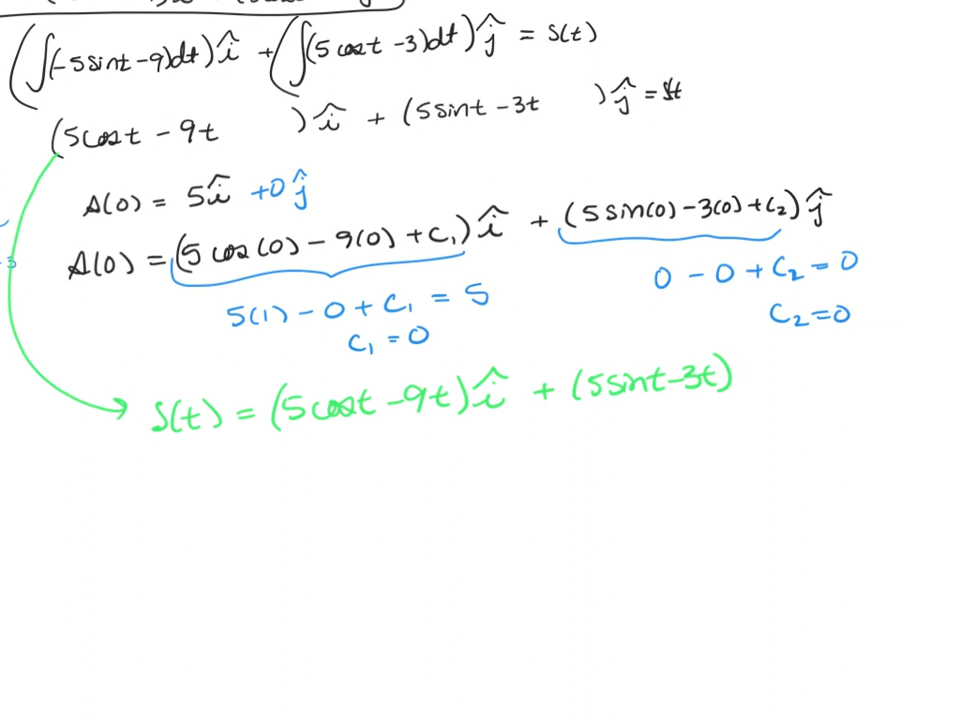 (∫(-5sint-9)dt)î + (∫(5cost-3)dt)ĵ = s(t)
(5cost - 9t )î + (5sint - 3t )ĵ = st
s(0) = 5î +0ĵ
s(0) = (5cos(0) - 9(0) + C₁)î + (5sin(0) - 3(0) + C₂)ĵ
5(1) - 0 + C₁ = 5
0 - 0 + C₂ = 0
C₁ = 0
C₂ = 0
s(t) = (5cost - 9t)î + (5sint - 3t)